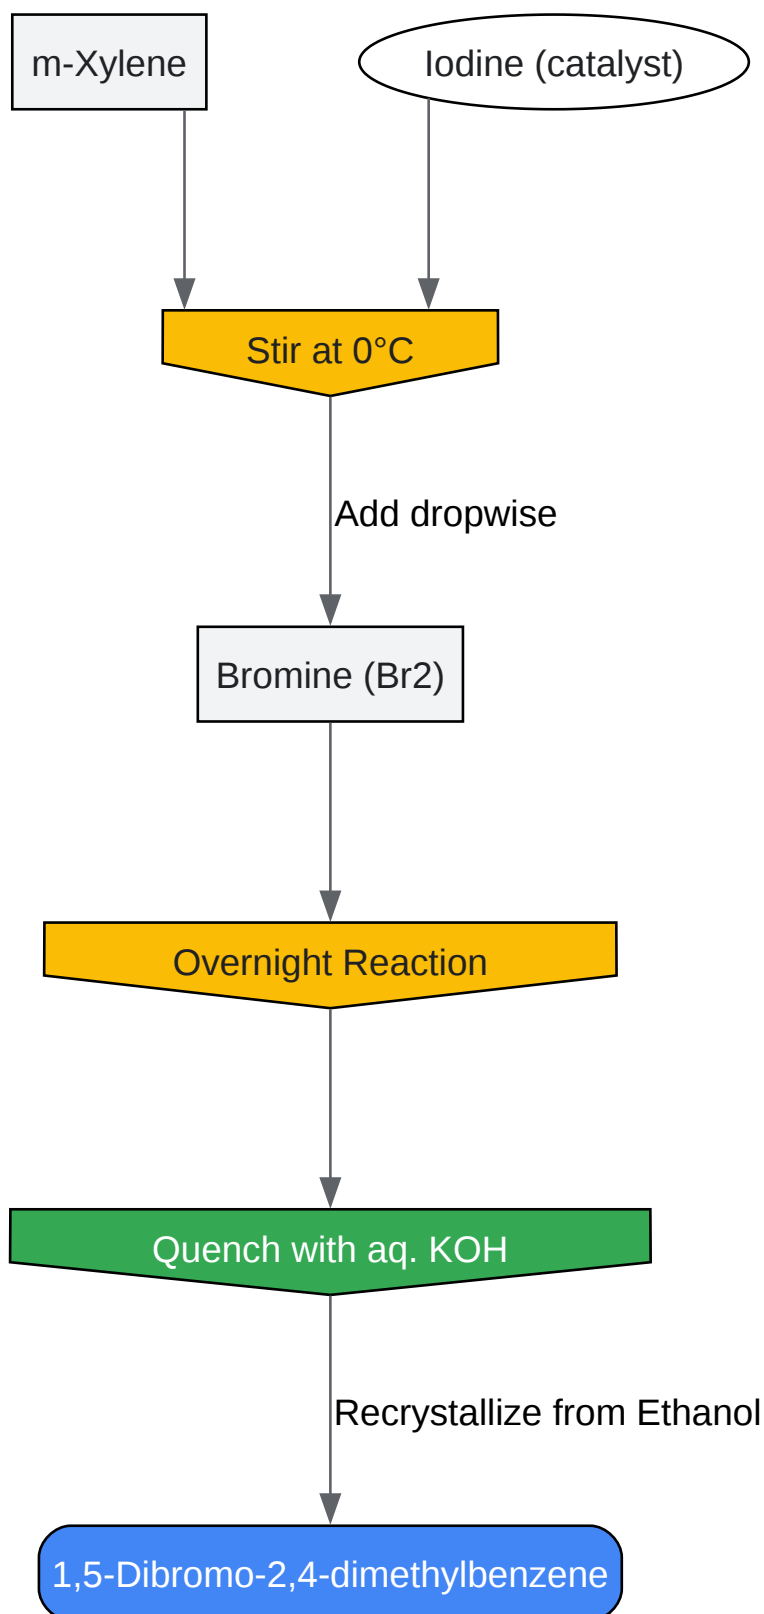 m-Xylene
Iodine (catalyst)
Stir at 0°C
Add dropwise
Bromine (Br2)
Overnight Reaction
Quench with aq. KOH
Recrystallize from Ethanol
1,5-Dibromo-2,4-dimethylbenzene